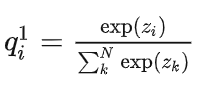 q_i^1 = \frac{\exp(z_i)}{\sum_k^N \exp(z_k)}